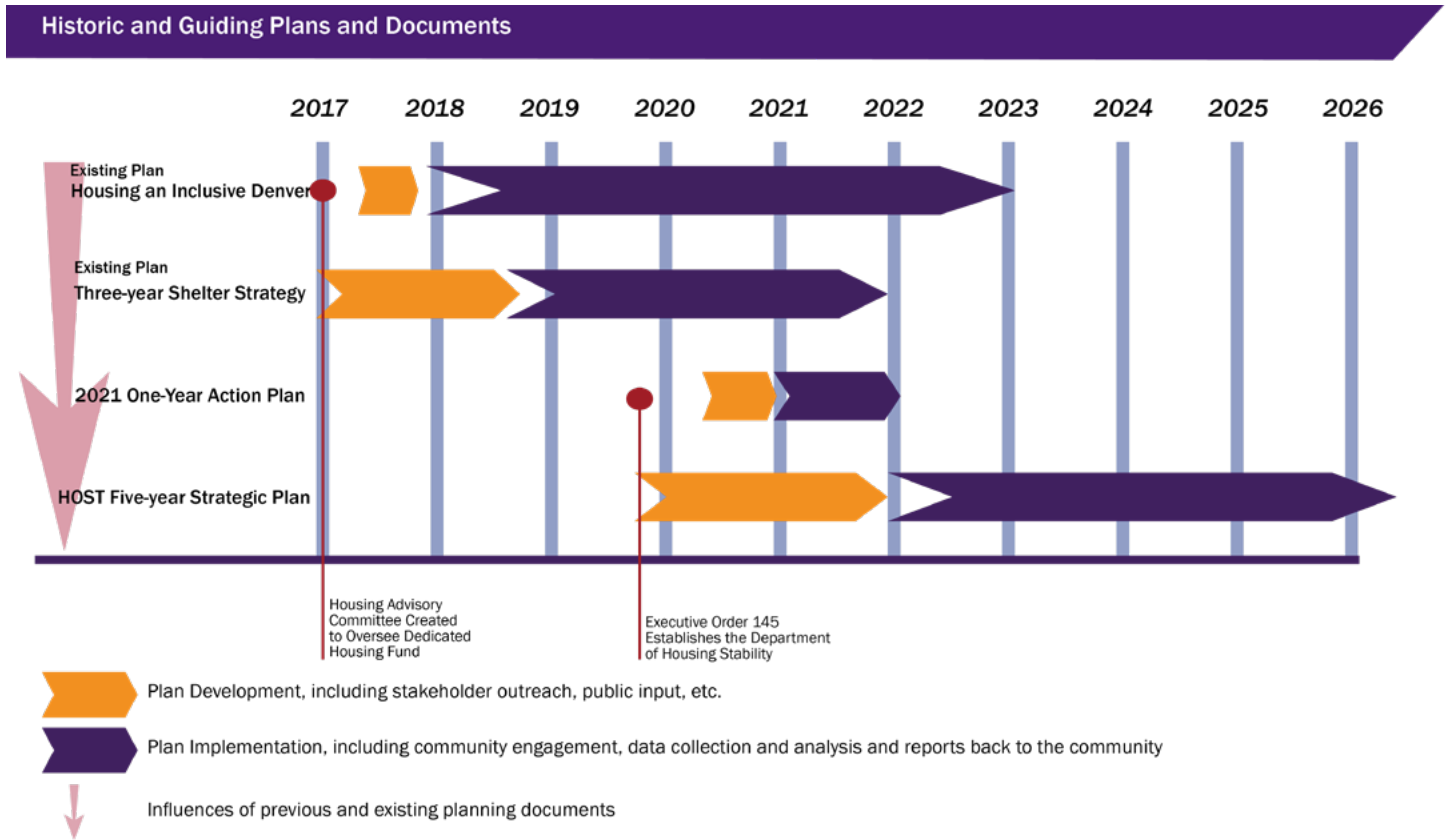 Historic and Guiding Plans and Documents
2017 2018 2019 2020 2021 2022 2023 2024 2025 2026
Existing Plan
Housing an Inclusive Denver
Existing Plan
Three-year Shelter Strategy
2021 One-Year Action Plan
HOST Five-year Strategic Plan
Housing Advisory
Committee Created
to Oversee Dedicated
Housing Fund
Executive Order 145
Establishes the Department
of Housing Stability
Plan Development, including stakeholder outreach, public input, etc.
Plan Implementation, including community engagement, data collection and analysis and reports back to the community
Influences of previous and existing planning documents